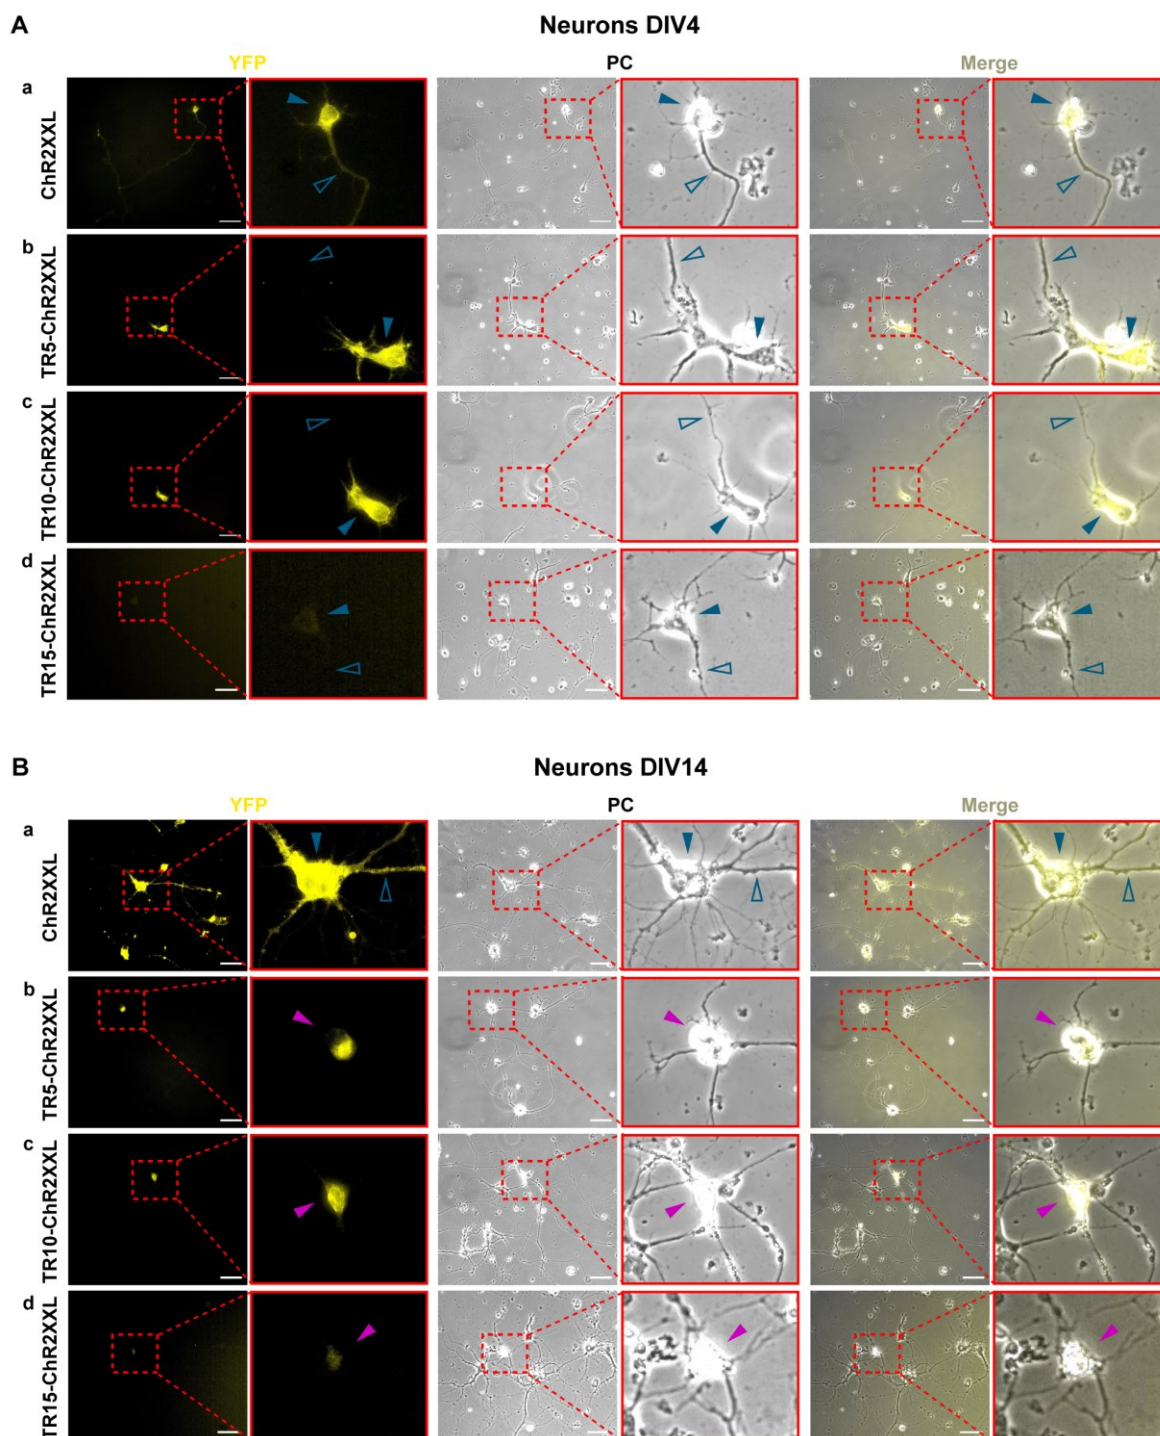 A
Neurons DIV4
YFP PC Merge
a
ChR2XXL
b
TR5-ChR2XXL
c
TR10-ChR2XXL
d
TR15-ChR2XXL
B
Neurons DIV14
YFP PC Merge
a
ChR2XXL
b
TR5-ChR2XXL
c
TR10-ChR2XXL
d
TR15-ChR2XXL